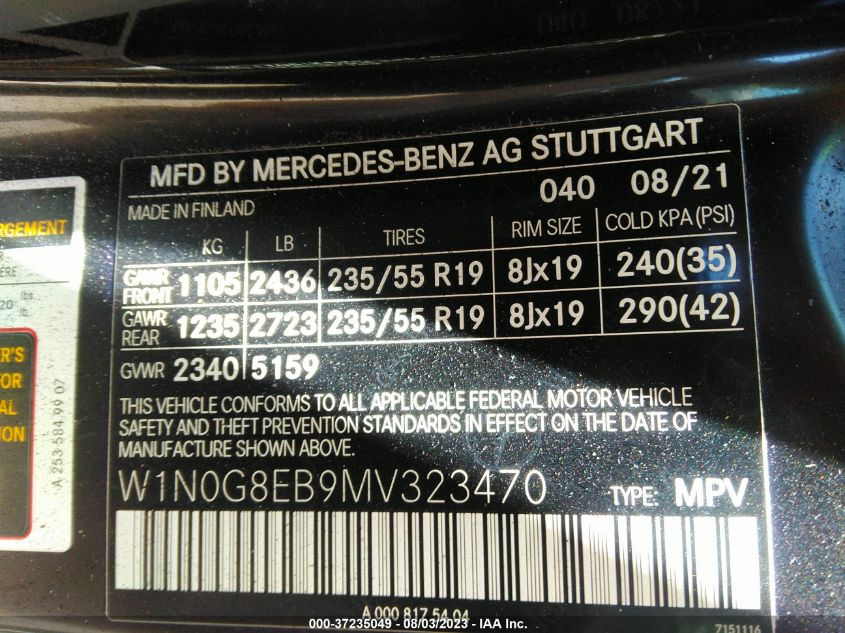 MFD BY MERCEDES-BENZ AG STUTTGART
040 08/21
MADE IN FINLAND
KG LB TIRES RIM SIZE COLD KPA (PSI)
GAWR FRONT 1105 2436 235/55 R19 8Jx19 240(35)
GAWR REAR 1235 2723 235/55 R19 8Jx19 290(42)
GVWR 2340 5159
THIS VEHICLE CONFORMS TO ALL APPLICABLE FEDERAL MOTOR VEHICLE
SAFETY AND THEFT PREVENTION STANDARDS IN EFFECT ON THE DATE OF
MANUFACTURE SHOWN ABOVE.
W1N0G8EB9MV323470 TYPE: MPV
A 000 817 54 04
7151116
A 253 584 99 07
lbs.
lb.
000-37235049 - 08/03/2023 - IAA Inc.